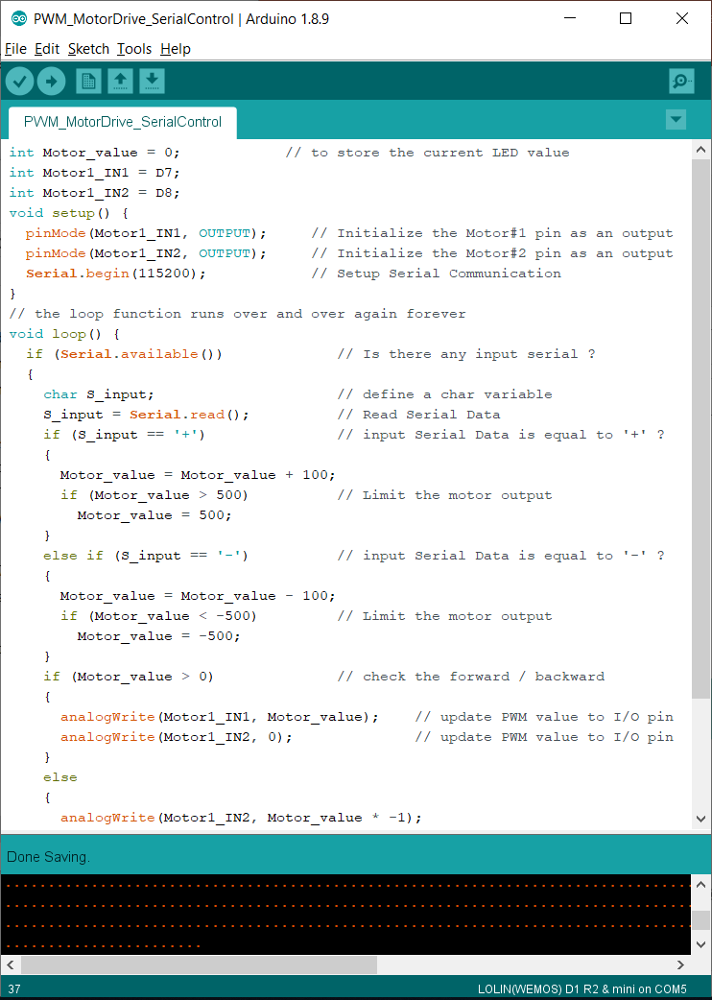 PWM_MotorDrive_SerialControl | Arduino 1.8.9
File Edit Sketch Tools Help
PWM_MotorDrive_SerialControl
int Motor_value = 0;            // to store the current LED value
int Motor1_IN1 = D7;
int Motor1_IN2 = D8;
void setup() {
  pinMode(Motor1_IN1, OUTPUT);     // Initialize the Motor#1 pin as an output
  pinMode(Motor1_IN2, OUTPUT);     // Initialize the Motor#2 pin as an output
  Serial.begin(115200);            // Setup Serial Communication
}
// the loop function runs over and over again forever
void loop() {
  if (Serial.available())             // Is there any input serial ?
  {
    char S_input;                     // define a char variable
    S_input = Serial.read();          // Read Serial Data
    if (S_input == '+')               // input Serial Data is equal to '+' ?
    {
      Motor_value = Motor_value + 100;
      if (Motor_value > 500)          // Limit the motor output
        Motor_value = 500;
    }
    else if (S_input == '-')          // input Serial Data is equal to '-' ?
    {
      Motor_value = Motor_value - 100;
      if (Motor_value < -500)         // Limit the motor output
        Motor_value = -500;
    }
    if (Motor_value > 0)              // check the forward / backward
    {
      analogWrite(Motor1_IN1, Motor_value);    // update PWM value to I/O pin
      analogWrite(Motor1_IN2, 0);              // update PWM value to I/O pin
    }
    else
    {
      analogWrite(Motor1_IN2, Motor_value * -1);
Done Saving.
37 LOLIN(WEMOS) D1 R2 & mini on COM5